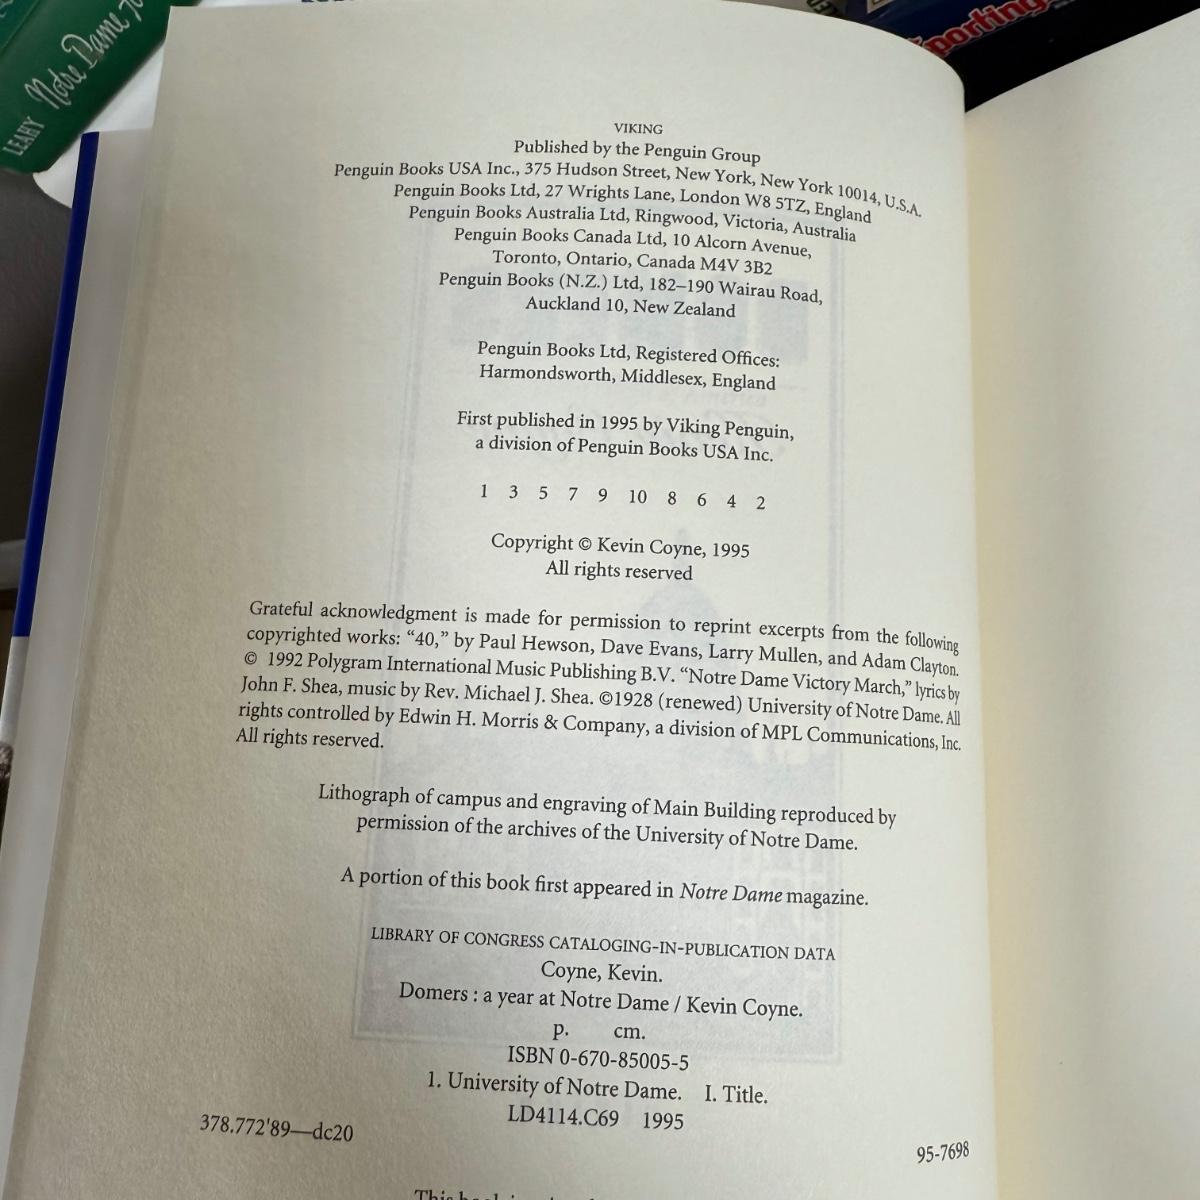 LEAHY Notre Dame
porting
VIKING
Published by the Penguin Group
Penguin Books USA Inc., 375 Hudson Street, New York, New York 10014, U.S.A.
Penguin Books Ltd, 27 Wrights Lane, London W8 5TZ, England
Penguin Books Australia Ltd, Ringwood, Victoria, Australia
Penguin Books Canada Ltd, 10 Alcorn Avenue,
Toronto, Ontario, Canada M4V 3B2
Penguin Books (N.Z.) Ltd, 182–190 Wairau Road,
Auckland 10, New Zealand
Penguin Books Ltd, Registered Offices:
Harmondsworth, Middlesex, England
First published in 1995 by Viking Penguin,
a division of Penguin Books USA Inc.
1 3 5 7 9 10 8 6 4 2
Copyright © Kevin Coyne, 1995
All rights reserved
Grateful acknowledgment is made for permission to reprint excerpts from the following
copyrighted works: “40,” by Paul Hewson, Dave Evans, Larry Mullen, and Adam Clayton.
© 1992 Polygram International Music Publishing B.V. “Notre Dame Victory March,” lyrics by
John F. Shea, music by Rev. Michael J. Shea. ©1928 (renewed) University of Notre Dame. All
rights controlled by Edwin H. Morris & Company, a division of MPL Communications, Inc.
All rights reserved.
Lithograph of campus and engraving of Main Building reproduced by
permission of the archives of the University of Notre Dame.
A portion of this book first appeared in Notre Dame magazine.
LIBRARY OF CONGRESS CATALOGING-IN-PUBLICATION DATA
Coyne, Kevin.
Domers : a year at Notre Dame / Kevin Coyne.
p. cm.
ISBN 0-670-85005-5
1. University of Notre Dame. I. Title.
LD4114.C69 1995
378.772'89—dc20
95-7698
This book is